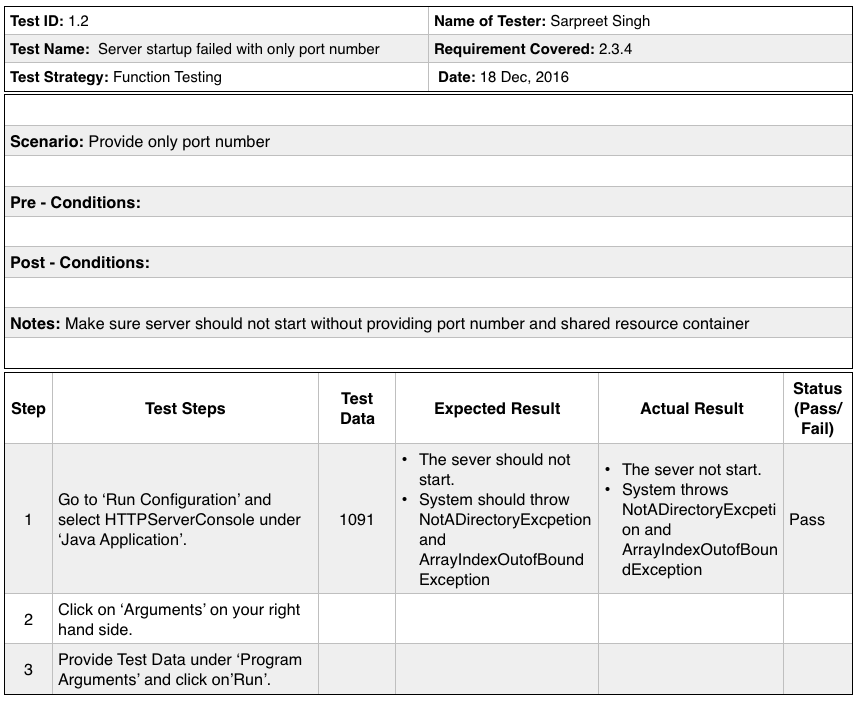 Test ID: 1.2
Name of Tester: Sarpreet Singh
Test Name: Server startup failed with only port number
Requirement Covered: 2.3.4
Test Strategy: Function Testing
Date: 18 Dec, 2016
Scenario: Provide only port number
Pre - Conditions:
Post - Conditions:
Notes: Make sure server should not start without providing port number and shared resource container
Step
Test Steps
Test
Data
Expected Result
Actual Result
Status
(Pass/
Fail)
1
Go to ‘Run Configuration’ and
select HTTPServerConsole under
‘Java Application’.
1091
• The sever should not
start.
• System should throw
NotADirectoryExcpetion
and
ArrayIndexOutofBound
Exception
• The sever not start.
• System throws
NotADirectoryExcpeti
on and
ArrayIndexOutofBoun
dException
Pass
2
Click on ‘Arguments’ on your right
hand side.
3
Provide Test Data under ‘Program
Arguments’ and click on’Run’.